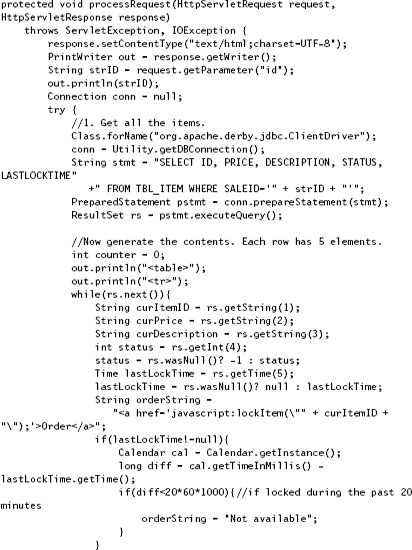 protected void processRequest(HttpServletRequest request,
HttpServletResponse response)
throws ServletException, IOException {
response.setContentType("text/html;charset=UTF-8");
PrintWriter out = response.getWriter();
String strID = request.getParameter("id");
out.println(strID);
Connection conn = null;
try {
//1. Get all the items.
Class.forName("org.apache.derby.jdbc.ClientDriver");
conn = Utility.getDBConnection();
String stmt = "SELECT ID, PRICE, DESCRIPTION, STATUS,
LASTLOCKTIME"
+" FROM TBL_ITEM WHERE SALEID='" + strID + "'";
PreparedStatement pstmt = conn.prepareStatement(stmt);
ResultSet rs = pstmt.executeQuery();
//Now generate the contents. Each row has 5 elements.
int counter = 0;
out.println("<table>");
out.println("<tr>");
while(rs.next()){
String curItemID = rs.getString(1);
String curPrice = rs.getString(2);
String curDescription = rs.getString(3);
int status = rs.getInt(4);
status = rs.wasNull()? -1 : status;
Time lastLockTime = rs.getTime(5);
lastLockTime = rs.wasNull()? null : lastLockTime;
String orderString =
"<a href='javascript:lockItem(\"" + curItemID +
"\");'>Order</a>";
if(lastLockTime!=null){
Calendar cal = Calendar.getInstance();
long diff = cal.getTimeInMillis() -
lastLockTime.getTime();
if(diff<20*60*1000){//if locked during the past 20
minutes
orderString = "Not available";
}
}